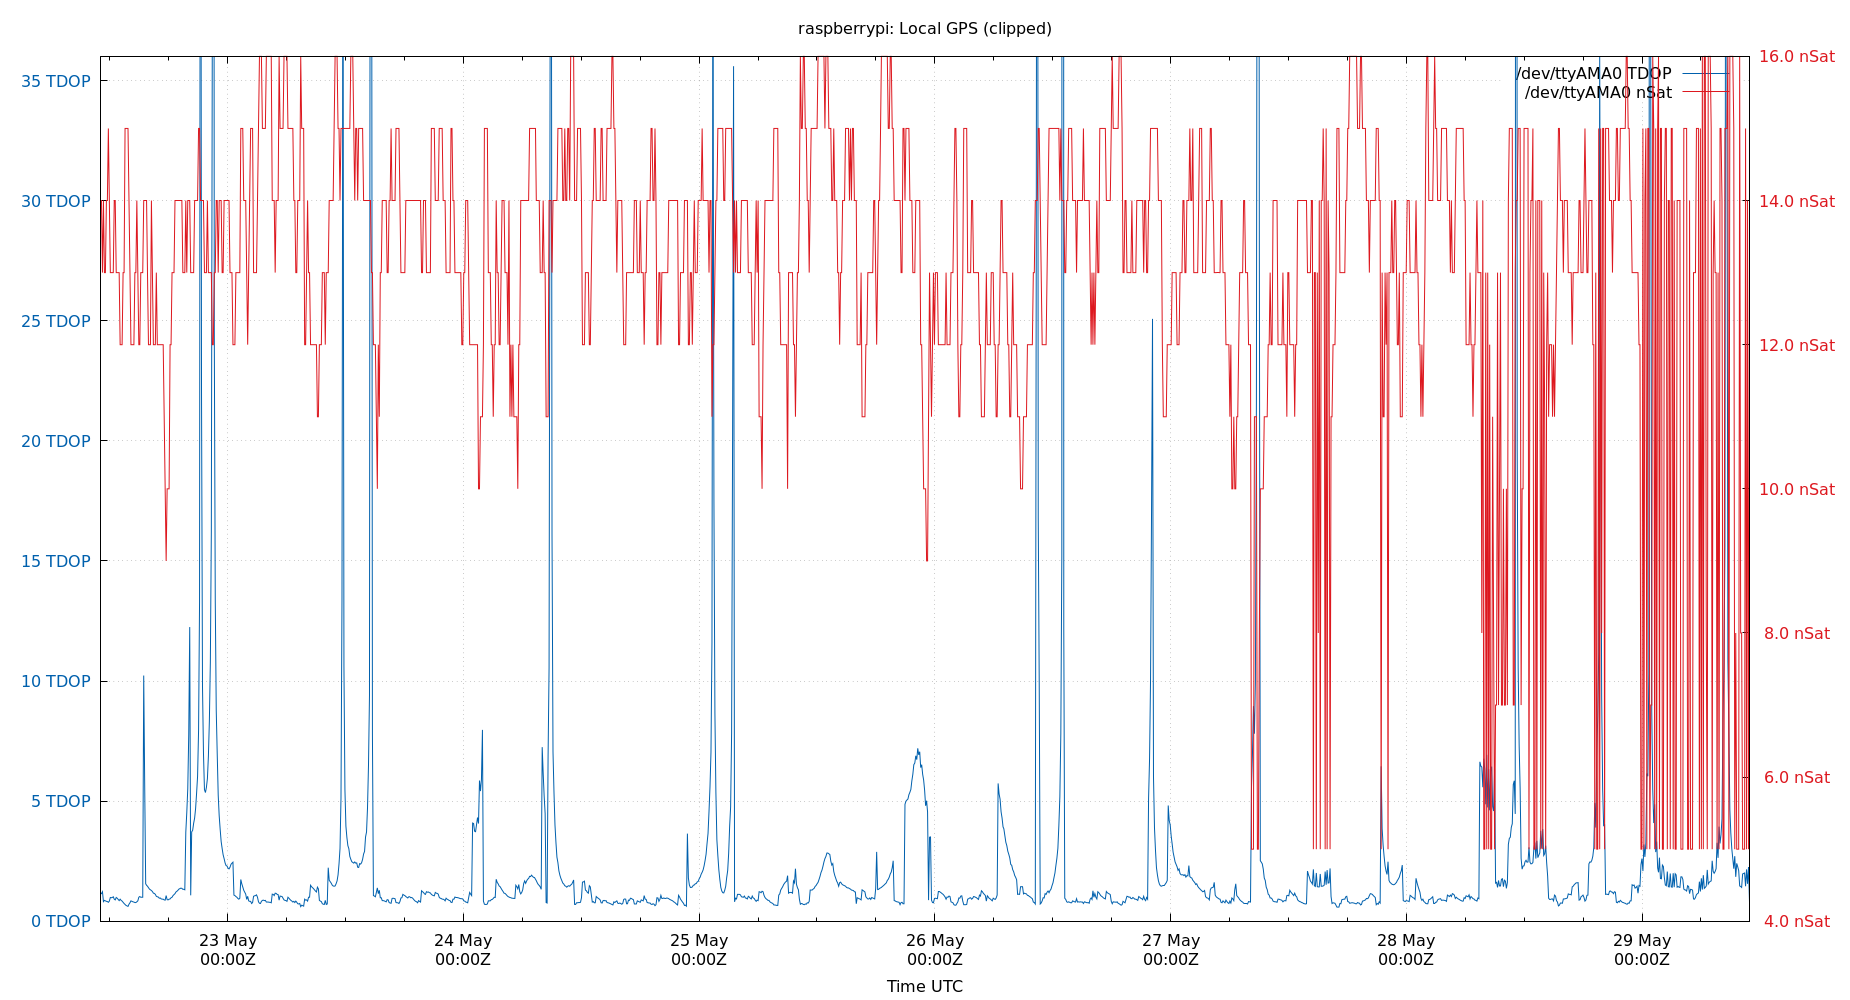 raspberrypi: Local GPS (clipped)
/dev/ttyAMA0 TDOP
/dev/ttyAMA0 nSat
35 TDOP
30 TDOP
25 TDOP
20 TDOP
15 TDOP
10 TDOP
5 TDOP
0 TDOP
16.0 nSat
14.0 nSat
12.0 nSat
10.0 nSat
8.0 nSat
6.0 nSat
4.0 nSat
23 May
00:00Z
24 May
00:00Z
25 May
00:00Z
26 May
00:00Z
27 May
00:00Z
28 May
00:00Z
29 May
00:00Z
Time UTC